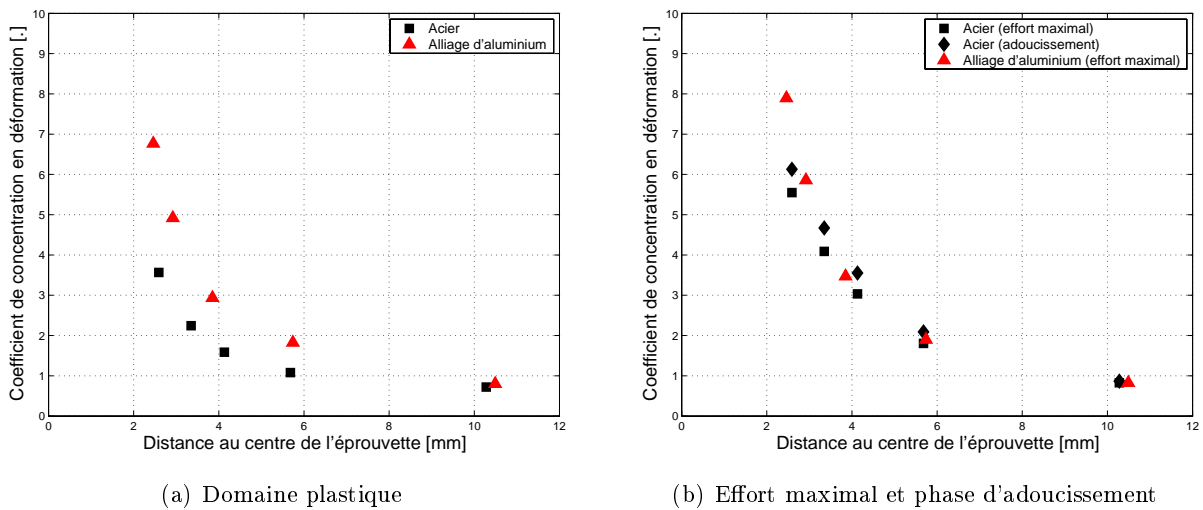 Coefficient de concentration en déformation [.]
10
9
8
7
6
5
4
3
2
1
0
Acier
Alliage d'aluminium
0 2 4 6 8 10 12
Distance au centre de l'éprouvette [mm]
(a) Domaine plastique
Coefficient de concentration en déformation [.]
10
9
8
7
6
5
4
3
2
1
0
Acier (effort maximal)
Acier (adoucissement)
Alliage d'aluminium (effort maximal)
0 2 4 6 8 10 12
Distance au centre de l'éprouvette [mm]
(b) Effort maximal et phase d'adoucissement